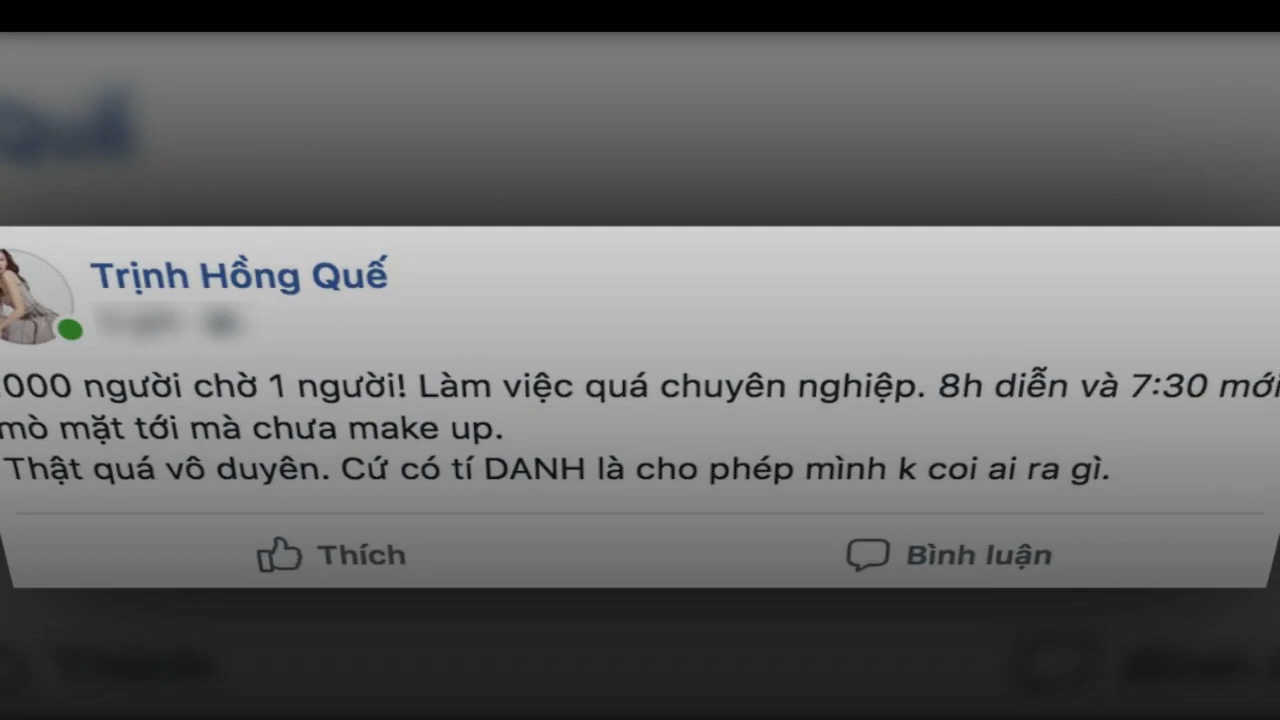 Trịnh Hồng Quế
000 người chờ 1 người! Làm việc quá chuyên nghiệp. 8h diễn và 7:30 mới
mò mặt tới mà chưa make up.
Thật quá vô duyên. Cứ có tí DANH là cho phép mình k coi ai ra gì.
Thích
Bình luận